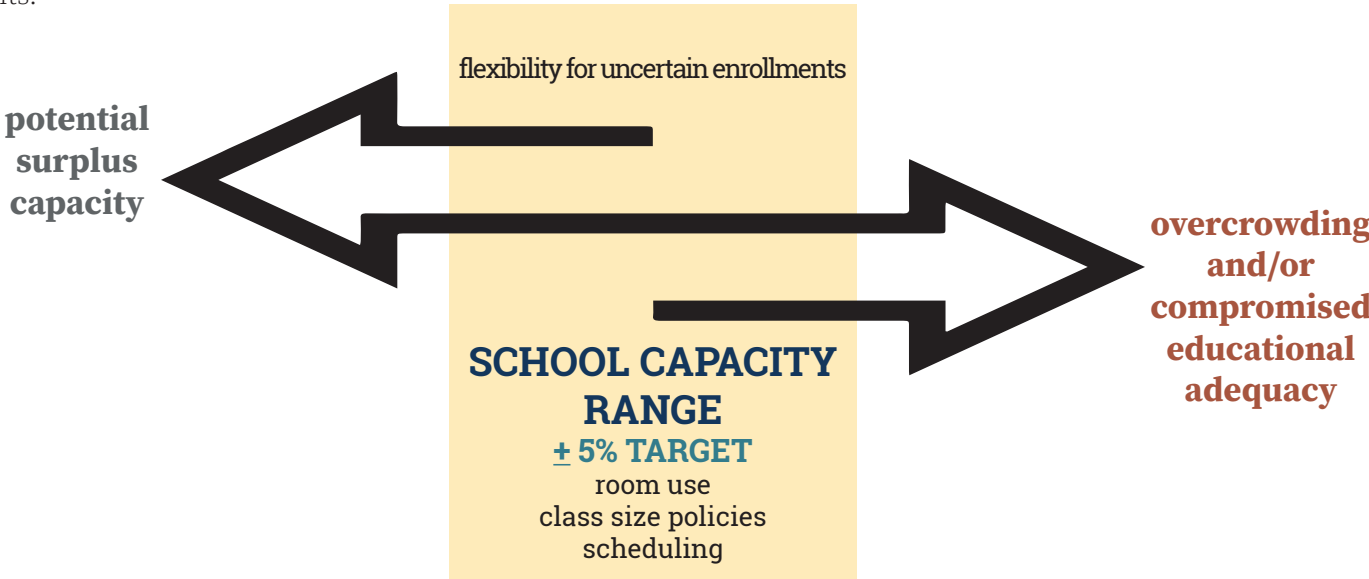 flexibility for uncertain enrollments
potential
surplus
capacity
overcrowding
and/or
compromised
educational
adequacy
SCHOOL CAPACITY
RANGE
± 5% TARGET
room use
class size policies
scheduling